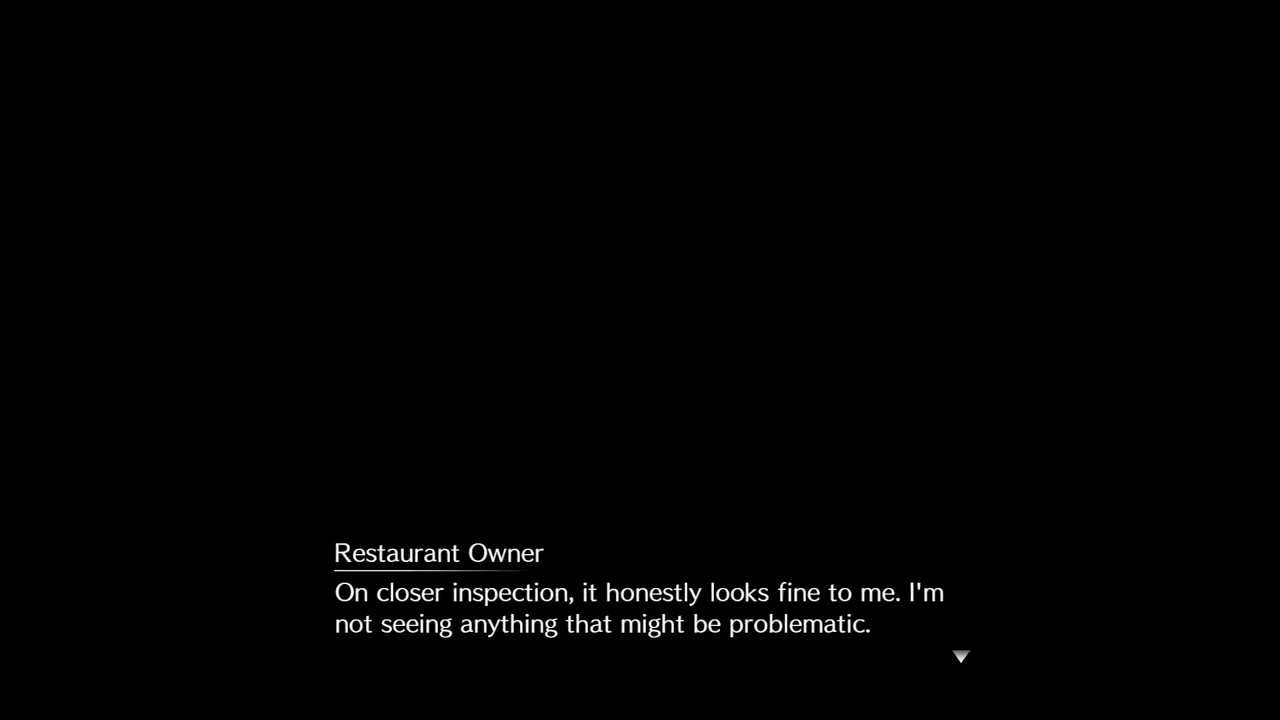 Restaurant Owner
On closer inspection, it honestly looks fine to me. I'm
not seeing anything that might be problematic.